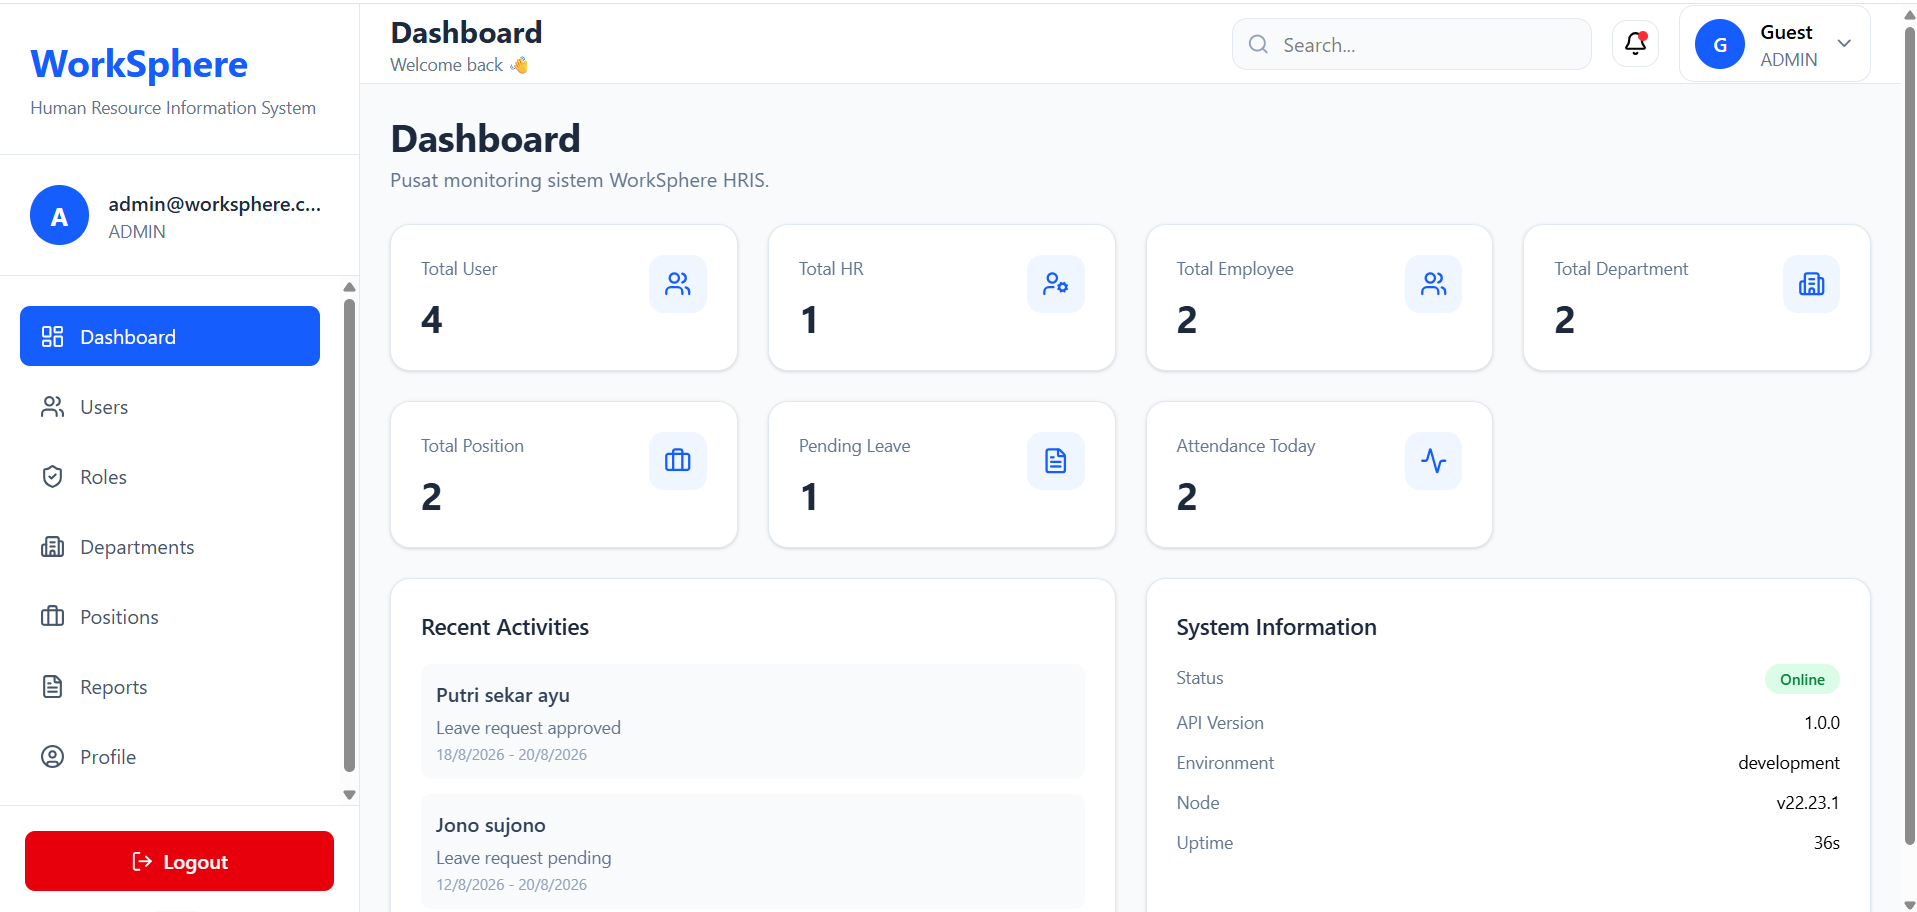 WorkSphere
Human Resource Information System
A
admin@worksphere.c...
ADMIN
Dashboard
Users
Roles
Departments
Positions
Reports
Profile
Logout
Dashboard
Welcome back 👋
Search...
G
Guest
ADMIN
Dashboard
Pusat monitoring sistem WorkSphere HRIS.
Total User
4
Total HR
1
Total Employee
2
Total Department
2
Total Position
2
Pending Leave
1
Attendance Today
2
Recent Activities
Putri sekar ayu
Leave request approved
18/8/2026 - 20/8/2026
Jono sujono
Leave request pending
12/8/2026 - 20/8/2026
System Information
Status Online
API Version 1.0.0
Environment development
Node v22.23.1
Uptime 36s